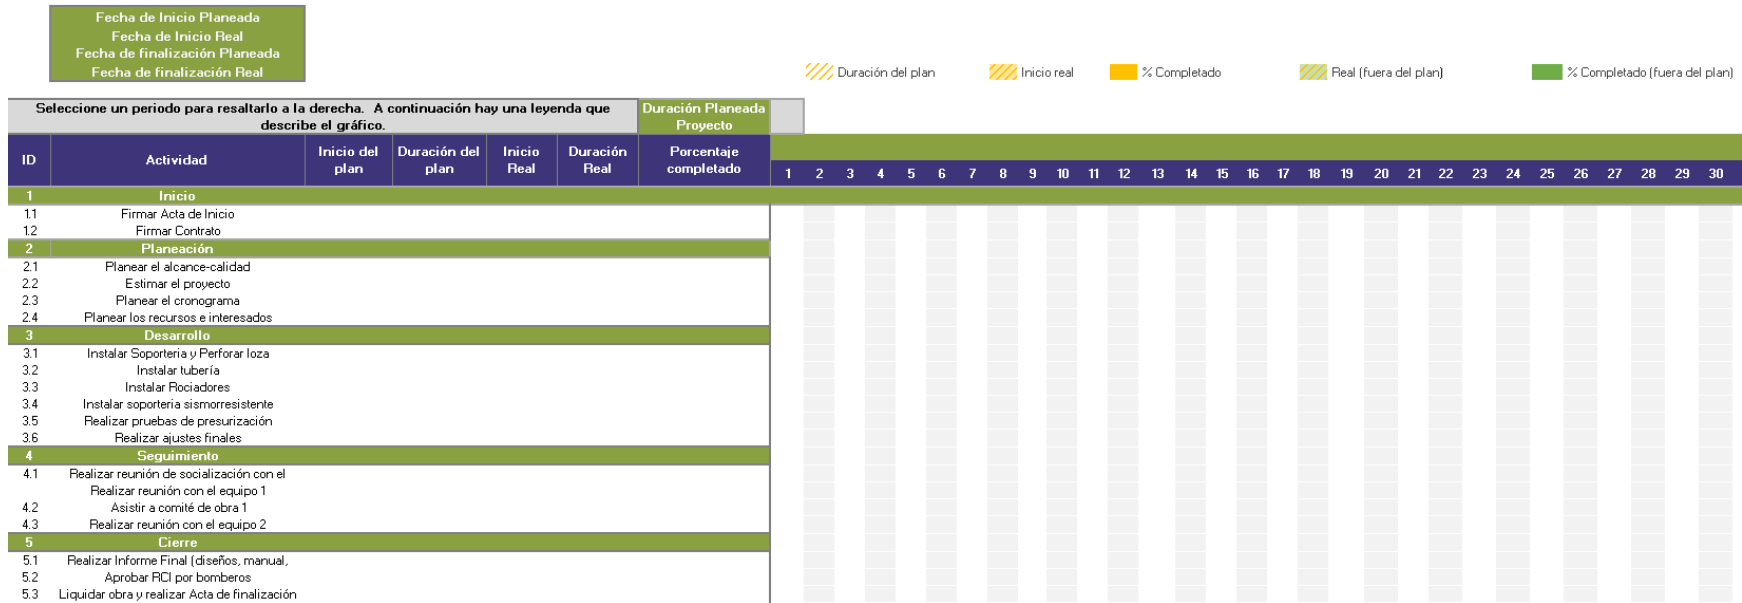 Fecha de Inicio Planeada
Fecha de Inicio Real
Fecha de finalización Planeada
Fecha de finalización Real
Duración del plan Inicio real % Completado Real (fuera del plan) % Completado (fuera del plan)
Seleccione un periodo para resaltarlo a la derecha. A continuación hay una leyenda que
describe el gráfico.
Duración Planeada
Proyecto
ID Actividad Inicio del plan Duración del plan Inicio Real Duración Real Porcentaje completado
1 2 3 4 5 6 7 8 9 10 11 12 13 14 15 16 17 18 19 20 21 22 23 24 25 26 27 28 29 30
1 Inicio
1.1 Firmar Acta de Inicio
1.2 Firmar Contrato
2 Planeación
2.1 Planear el alcance-calidad
2.2 Estimar el proyecto
2.3 Planear el cronograma
2.4 Planear los recursos e interesados
3 Desarrollo
3.1 Instalar Soporteria y Perforar loza
3.2 Instalar tubería
3.3 Instalar Rociadores
3.4 Instalar soporteria sismorresistente
3.5 Realizar pruebas de presurización
3.6 Realizar ajustes finales
4 Seguimiento
4.1 Realizar reunión de socialización con el
Realizar reunión con el equipo 1
4.2 Asistir a comité de obra 1
4.3 Realizar reunión con el equipo 2
5 Cierre
5.1 Realizar Informe Final (diseños, manual,
5.2 Aprobar RCI por bomberos
5.3 Liquidar obra y realizar Acta de finalización